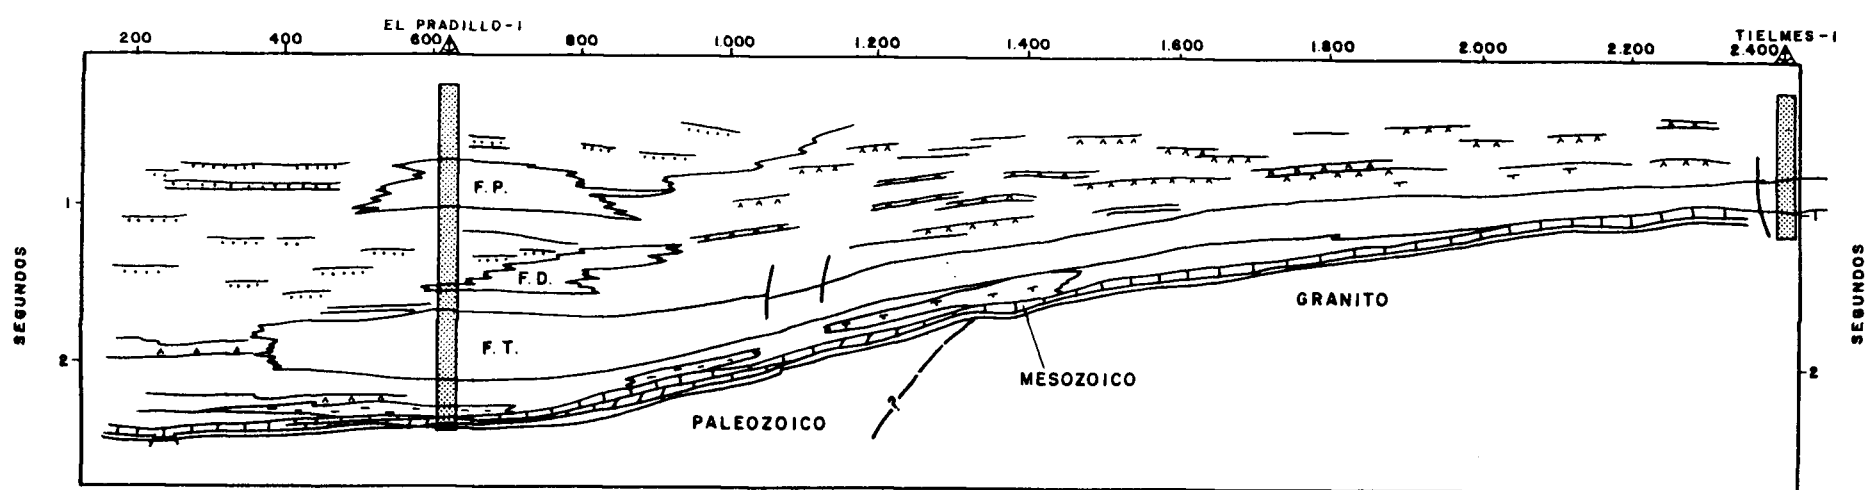 EL PRADILLO-1
TIELMES-1
200 400 600 800 1.000 1.200 1.400 1.600 1.800 2.000 2.200 2.400
F.P.
1
1
F.D.
SEGUNDOS
SEGUNDOS
GRANITO
F.T.
2
2
MESOZOICO
?
PALEOZOICO